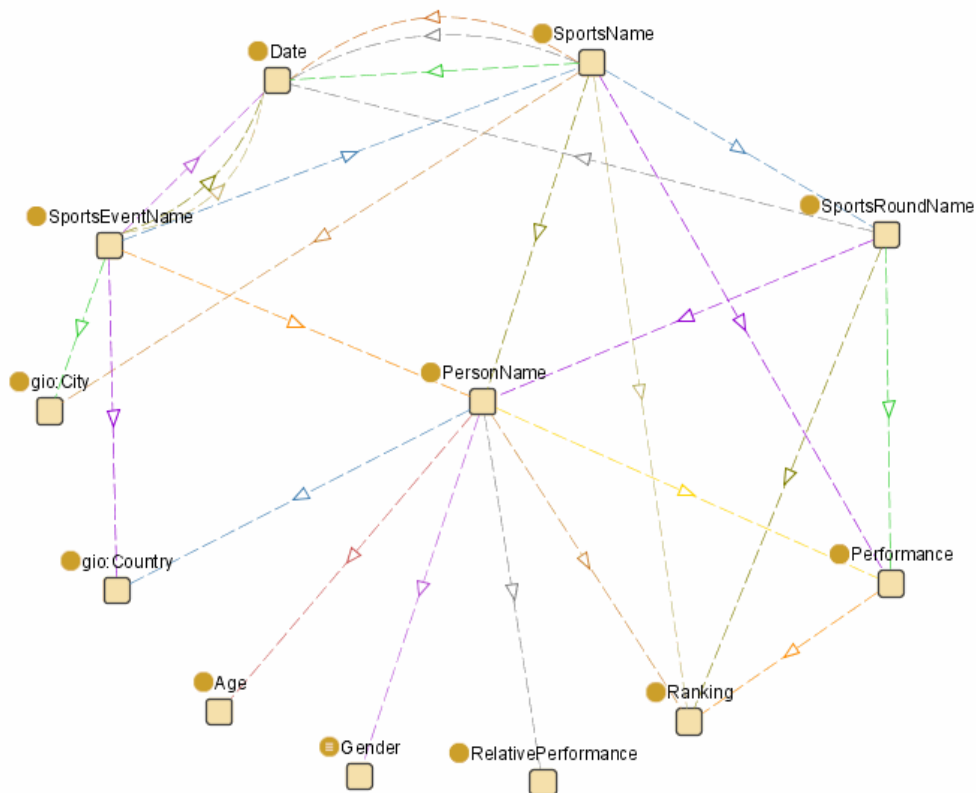 SportsName
Date
SportsRoundName
SportsEventName
PersonName
gio:City
Performance
gio:Country
Age
Ranking
Gender
RelativePerformance